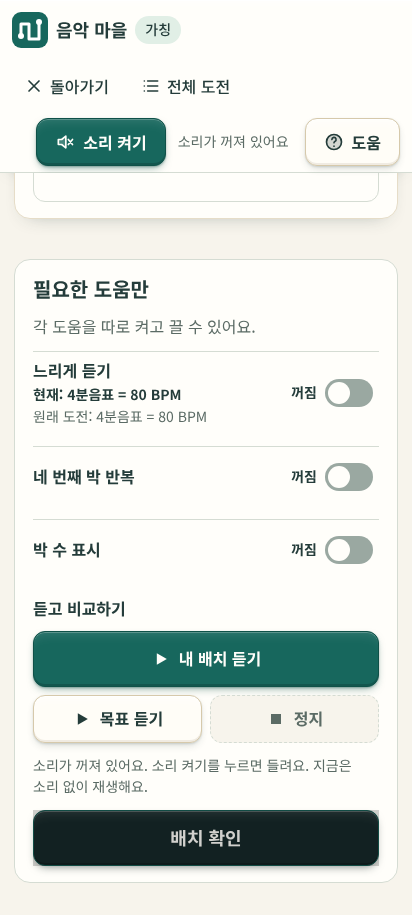 음악 마을 가칭
돌아가기 전체 도전
소리 켜기 소리가 꺼져 있어요 도움
필요한 도움만
각 도움을 따로 켜고 끌 수 있어요.
느리게 듣기
현재: 4분음표 = 80 BPM
꺼짐
원래 도전: 4분음표 = 80 BPM
네 번째 박 반복 꺼짐
박 수 표시 꺼짐
듣고 비교하기
내 배치 듣기
목표 듣기 정지
소리가 꺼져 있어요. 소리 켜기를 누르면 들려요. 지금은
소리 없이 재생해요.
배치 확인